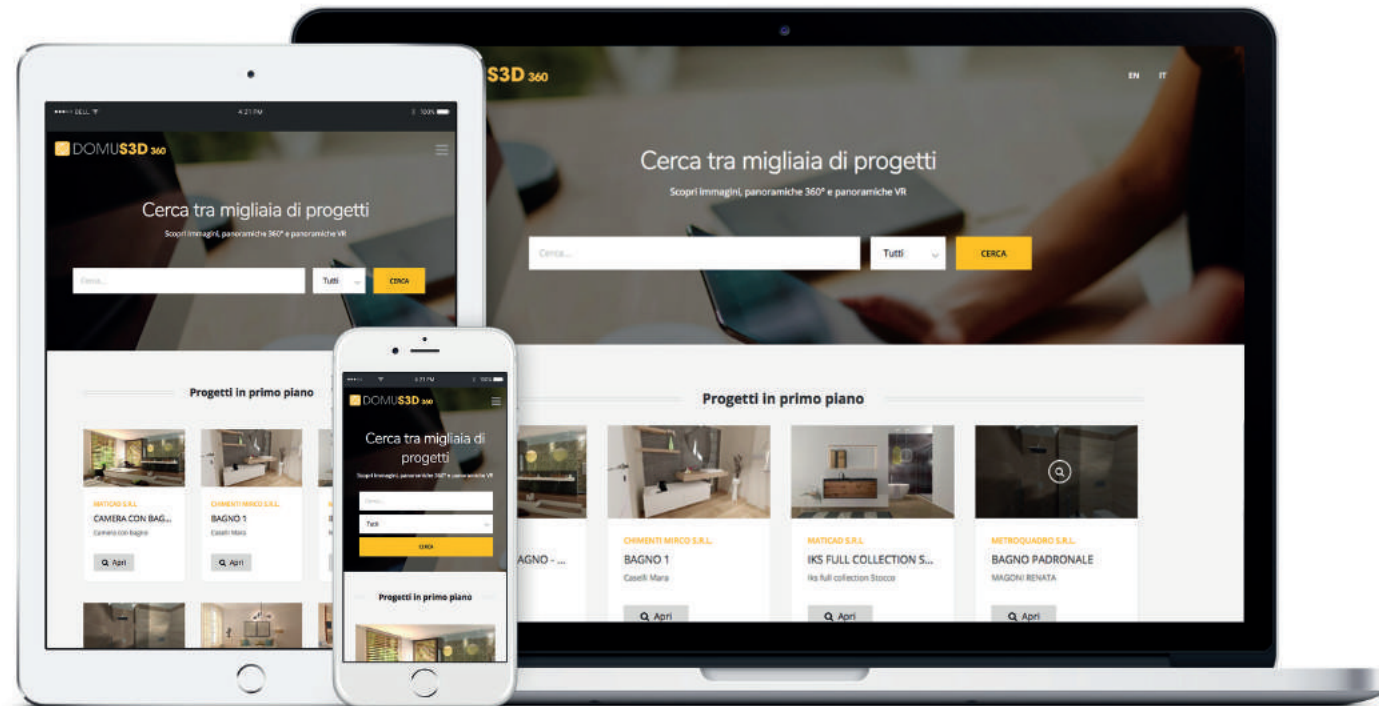 BELL
4:21 PM
100%
DOMUS3D 360
Cerca tra migliaia di progetti
Scopri immagini, panoramiche 360° e panoramiche VR
Cerca...
Tutti
CERCA
Progetti in primo piano
MATICAD S.R.L.
CAMERA CON BAG...
Camera con bagno
Apri
CHIMENTI MIRCO S.R.L.
BAGNO 1
Caselli Mara
Apri
4:21 PM
100%
DOMUS3D 360
Cerca tra migliaia di
progetti
Scopri immagini, panoramiche 360° e panoramiche VR
Cerca...
Tutti
CERCA
Progetti in primo piano
S3D 360
EN IT
Cerca tra migliaia di progetti
Scopri immagini, panoramiche 360° e panoramiche VR
Cerca...
Tutti
CERCA
Progetti in primo piano
AGNO - ...
CHIMENTI MIRCO S.R.L.
BAGNO 1
Caselli Mara
Apri
MATICAD S.R.L.
IKS FULL COLLECTION S...
Iks full collection Stocco
Apri
METROQUADRO S.R.L.
BAGNO PADRONALE
MAGONI RENATA
Apri